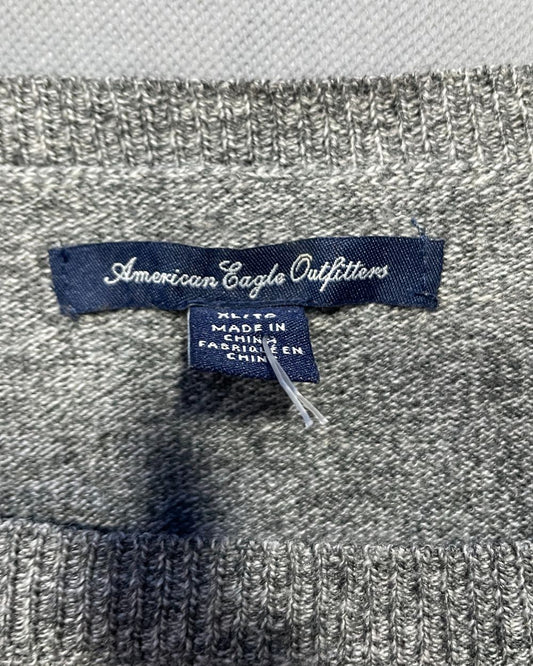 American Eagle Outfitters
XL/TG
MADE IN
CHINA
FABRIQUÉ EN
CHINE